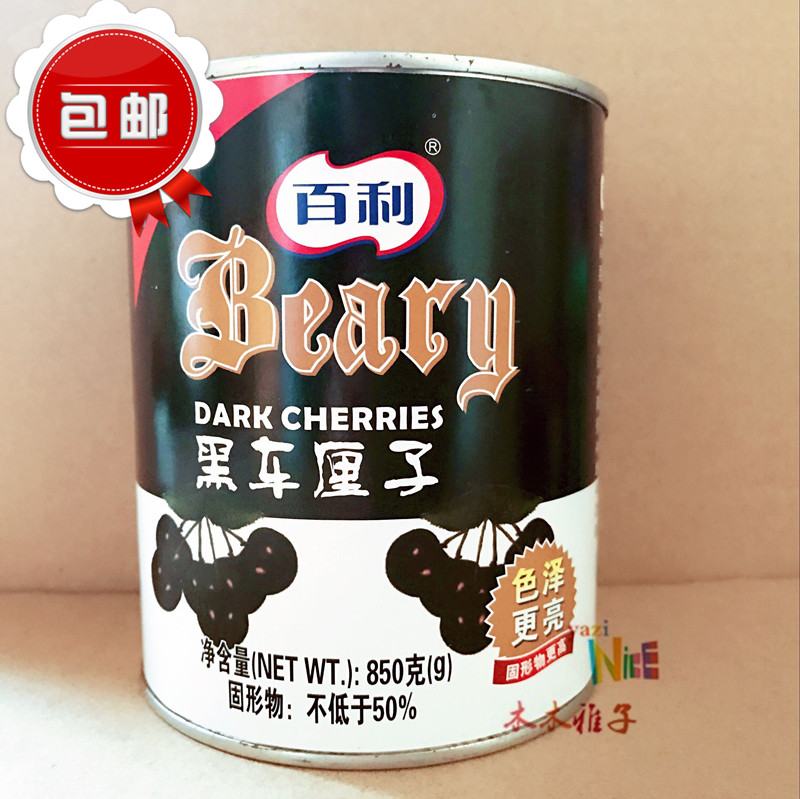 包邮
百利®
Beary
DARK CHERRIES
黑车厘子
色泽
更亮
固形物更高
净含量(NET WT.): 850克(g)
固形物: 不低于50%
yazi
NiCE
木木雅子